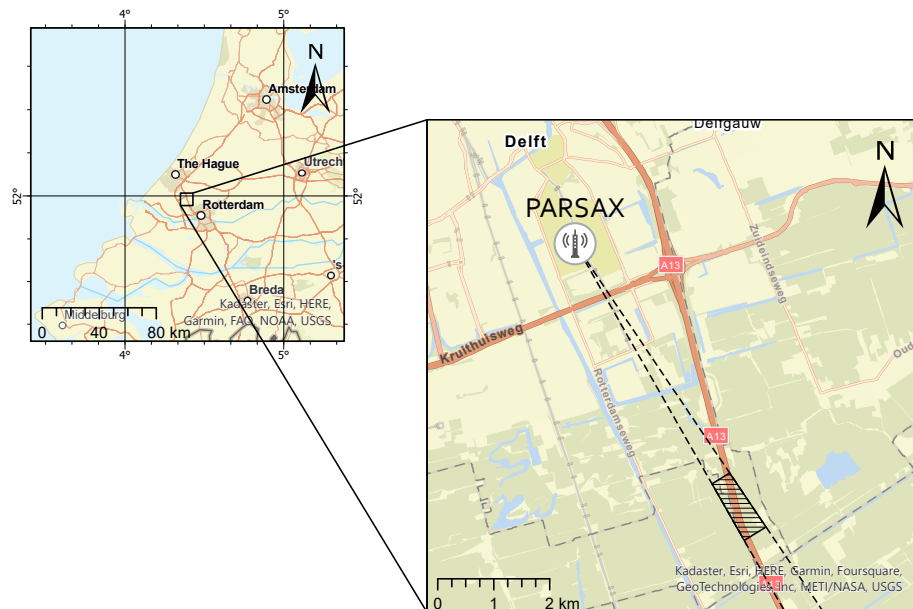 4°
5°
N
Amsterdam
The Hague
Utrech
52°
52°
Rotterdam
's
Breda
Kadaster, Esri, HERE,
Garmin, FAO, NOAA, USGS
Middelburg
0 40 80 km
4°
5°
Delft
Delfgauw
N
PARSAX
Zuideindseweg
A13
Kruithuisweg
Oud
Rotterdamseweg
A13
Kadaster, Esri, HERE, Garmin, Foursquare,
GeoTechnologies, Inc, METI/NASA, USGS
0 1 2 km